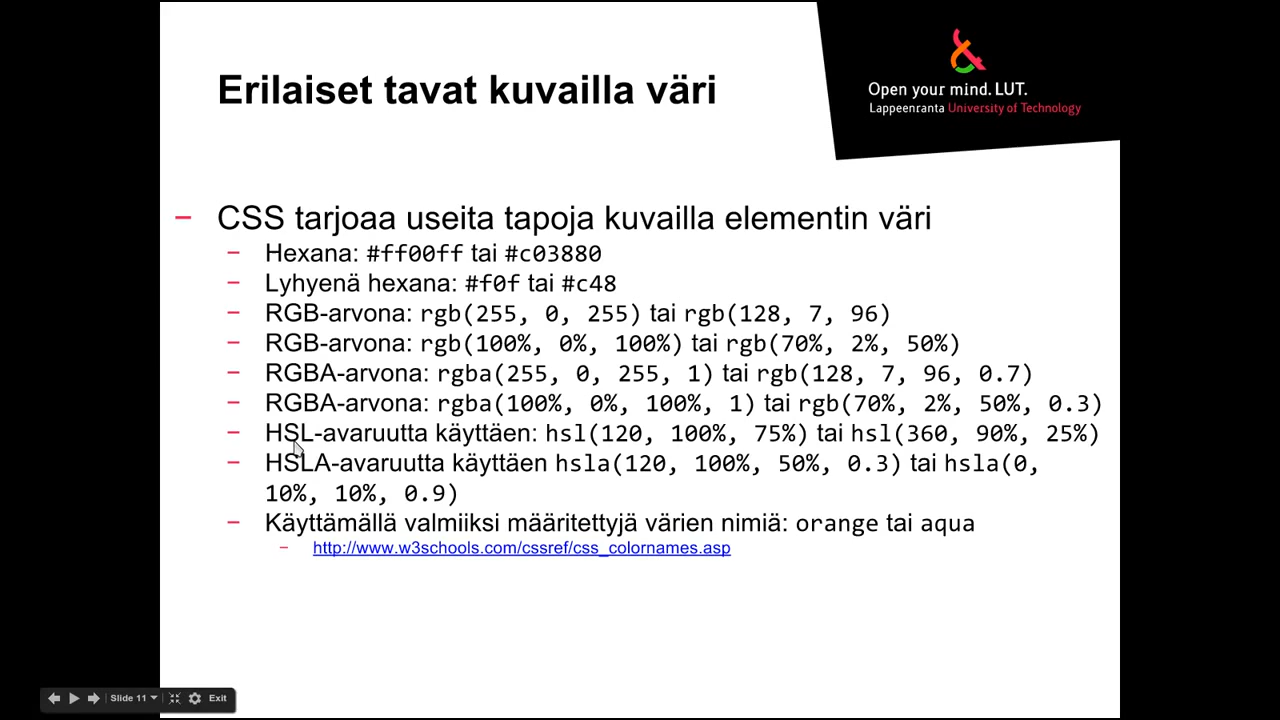 Erilaiset tavat kuvailla väri
Open your mind. LUT.
Lappeenranta University of Technology
– CSS tarjoaa useita tapoja kuvailla elementin väri
– Hexana: #ff00ff tai #c03880
– Lyhyenä hexana: #f0f tai #c48
– RGB-arvona: rgb(255, 0, 255) tai rgb(128, 7, 96)
– RGB-arvona: rgb(100%, 0%, 100%) tai rgb(70%, 2%, 50%)
– RGBA-arvona: rgba(255, 0, 255, 1) tai rgb(128, 7, 96, 0.7)
– RGBA-arvona: rgba(100%, 0%, 100%, 1) tai rgb(70%, 2%, 50%, 0.3)
– HSL-avaruutta käyttäen: hsl(120, 100%, 75%) tai hsl(360, 90%, 25%)
– HSLA-avaruutta käyttäen hsla(120, 100%, 50%, 0.3) tai hsla(0,
10%, 10%, 0.9)
– Käyttämällä valmiiksi määritettyjä värien nimiä: orange tai aqua
– http://www.w3schools.com/cssref/css_colornames.asp
Slide 11 Exit